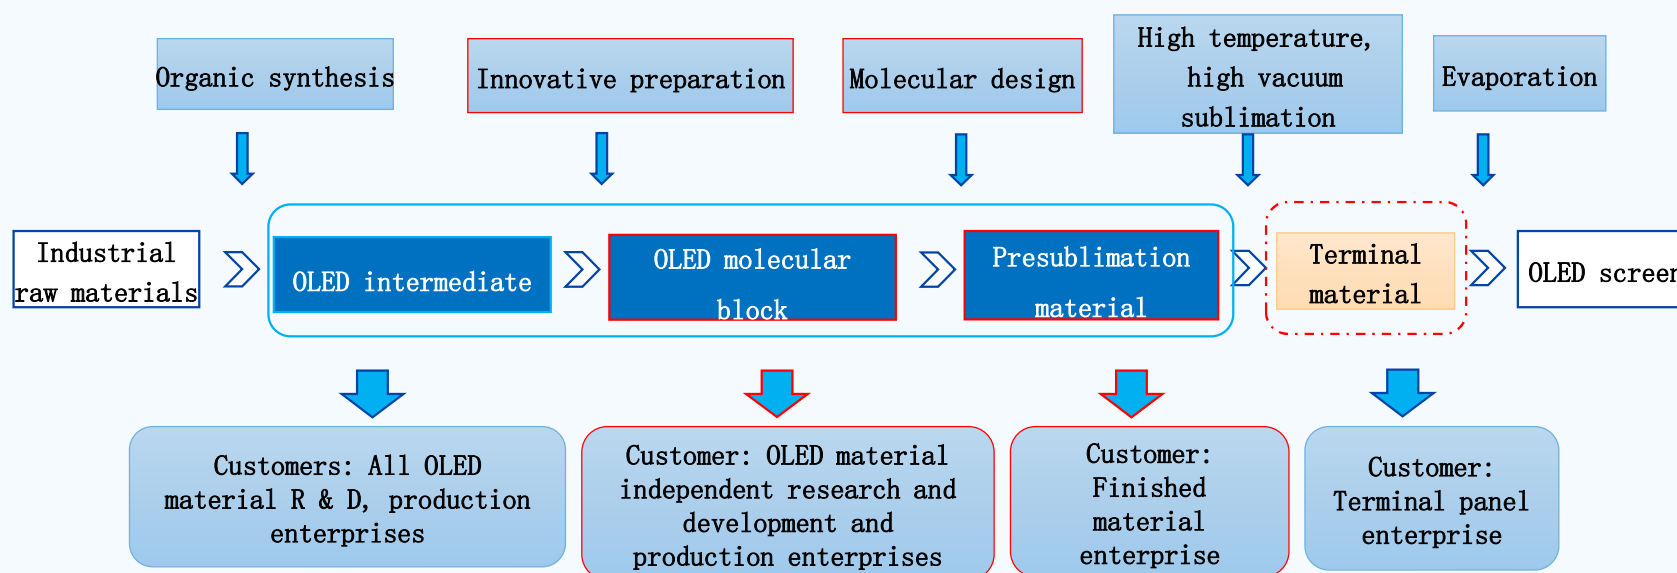 Organic synthesis
Innovative preparation
Molecular design
High temperature,
high vacuum
sublimation
Evaporation
Industrial
raw materials
OLED intermediate
OLED molecular
block
Presublimation
material
Terminal
material
OLED screen
Customers: All OLED
material R & D, production
enterprises
Customer: OLED material
independent research and
development and
production enterprises
Customer:
Finished
material
enterprise
Customer:
Terminal panel
enterprise